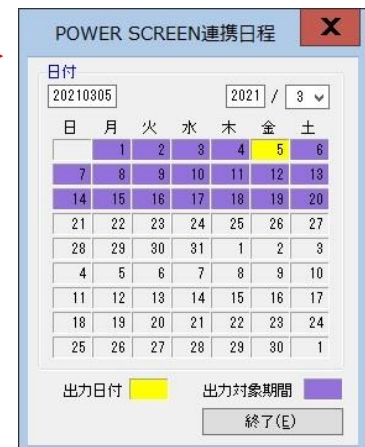 POWER SCREEN連携日程 X
日付
20210305 2021 / 3
日 月 火 水 木 金 土
1 2 3 4 5 6
7 8 9 10 11 12 13
14 15 16 17 18 19 20
21 22 23 24 25 26 27
28 29 30 31 1 2 3
4 5 6 7 8 9 10
11 12 13 14 15 16 17
18 19 20 21 22 23 24
25 26 27 28 29 30 1
出力日付 出力対象期間
終了(E)